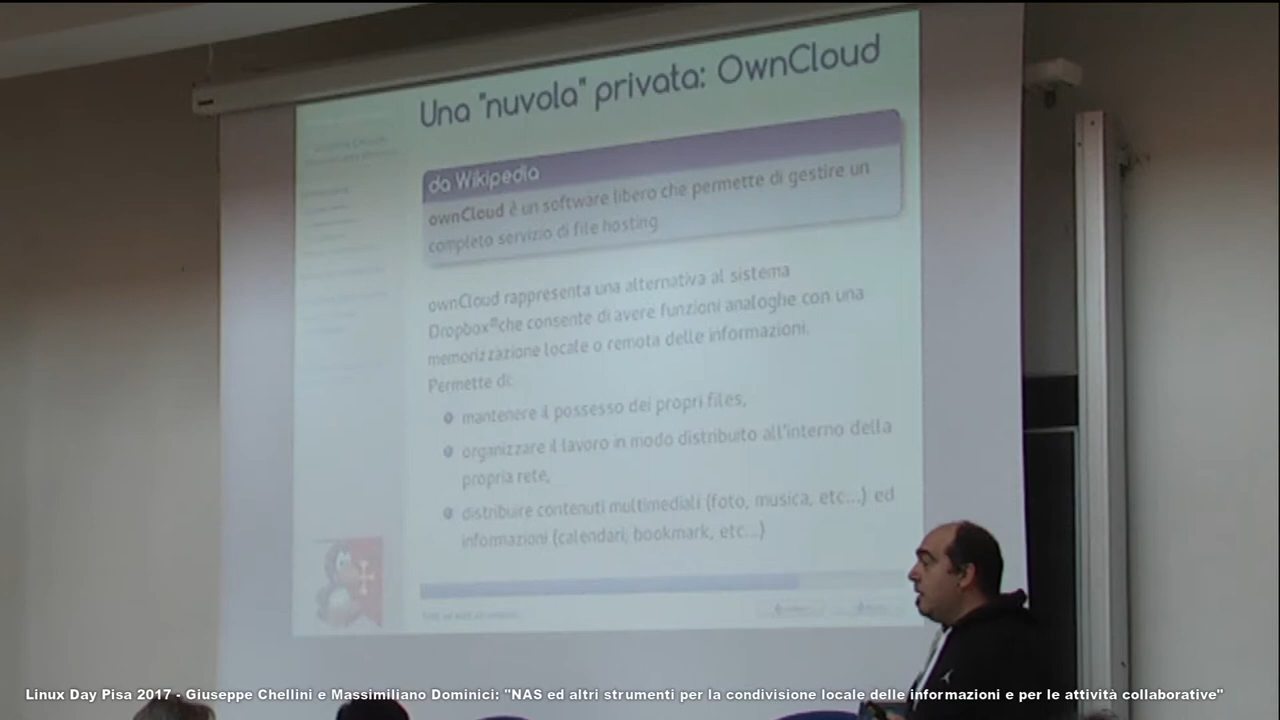 Una "nuvola" privata: OwnCloud
da Wikipedia
ownCloud è un software libero che permette di gestire un
completo servizio di file hosting
ownCloud rappresenta una alternativa al sistema
Dropbox®che consente di avere funzioni analoghe con una
memorizzazione locale o remota delle informazioni.
Permette di:
mantenere il possesso dei propri files,
organizzare il lavoro in modo distribuito all'interno della
propria rete,
distribuire contenuti multimediali (foto, musica, etc...) ed
informazioni (calendari, bookmark, etc...)
Linux Day Pisa 2017 - Giuseppe Chellini e Massimiliano Dominici: "NAS ed altri strumenti per la condivisione locale delle informazioni e per le attività collaborative"